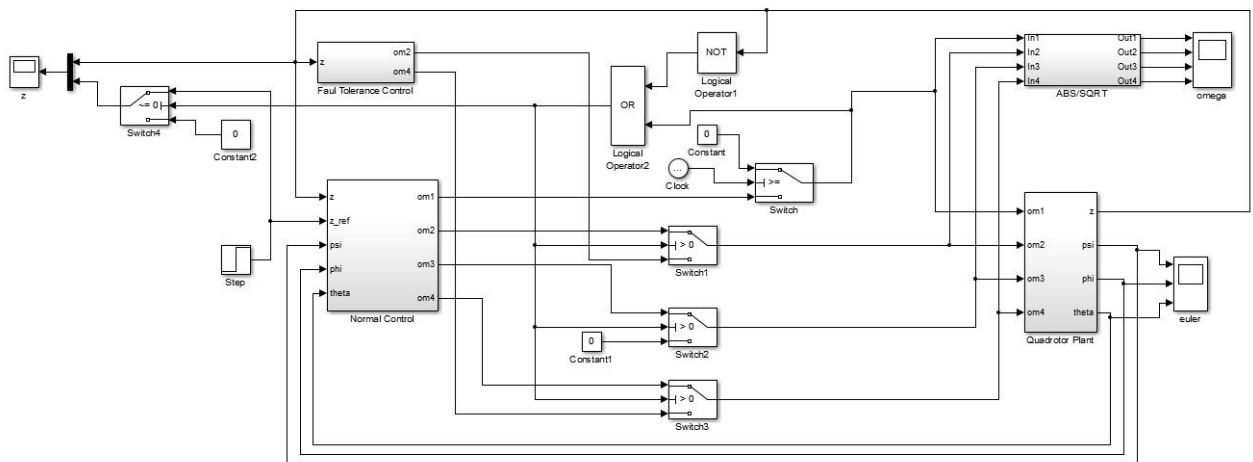 z
~= 0
Switch4
0
Constant2
Step
z
om2
om4
Faul Tolerance Control
z
z_ref
psi
phi
theta
om1
om2
om3
om4
Normal Control
NOT
Logical
Operator1
OR
Logical
Operator2
0
Constant
...
Clock
>=
Switch
> 0
Switch1
> 0
Switch2
0
Constant1
> 0
Switch3
In1
In2
In3
In4
Out1
Out2
Out3
Out4
ABS/SQRT
omega
om1
om2
om3
om4
z
psi
phi
theta
Quadrotor Plant
euler